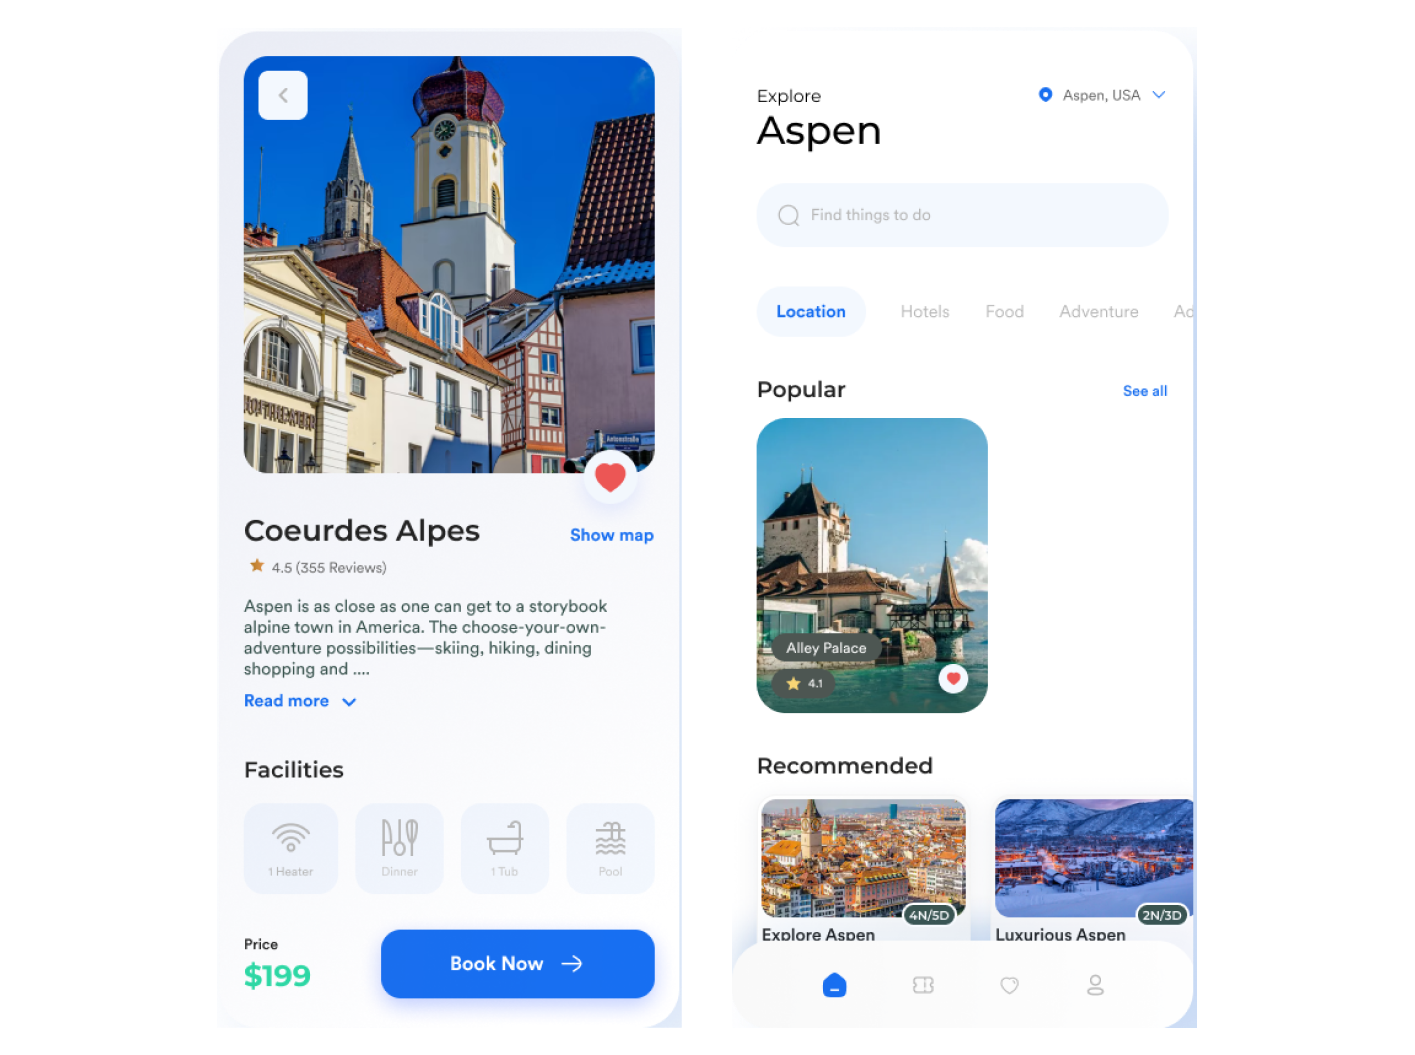 Antonstraße
Coeurdes Alpes
Show map
4.5 (355 Reviews)
Aspen is as close as one can get to a storybook
alpine town in America. The choose-your-own-
adventure possibilities—skiing, hiking, dining
shopping and ....
Read more
Facilities
1 Heater
Dinner
1 Tub
Pool
Price
$199
Book Now
Explore
Aspen
Aspen, USA
Find things to do
Location
Hotels
Food
Adventure
Ad
Popular
See all
Alley Palace
4.1
Recommended
4N/5D
Explore Aspen
2N/3D
Luxurious Aspen